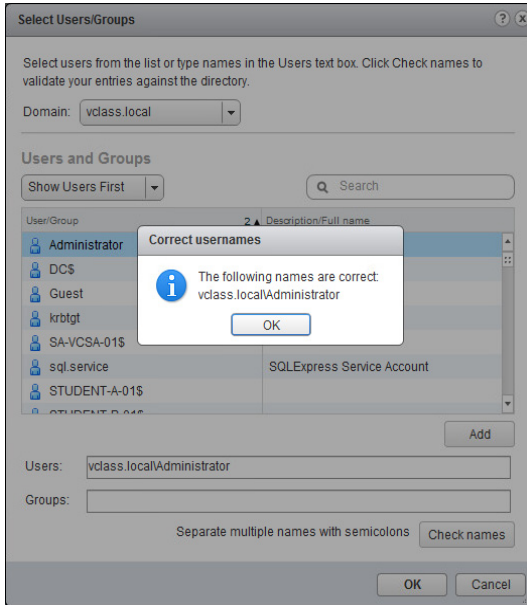 Select Users/Groups
Select users from the list or type names in the Users text box. Click Check names to
validate your entries against the directory.
Domain: vclass.local
Users and Groups
Show Users First Search
User/Group 2 Description/Full name
Administrator
DC$
Guest
krbtgt
SA-VCSA-01$
sql.service SQLExpress Service Account
STUDENT-A-01$
Correct usernames
The following names are correct:
vclass.local\Administrator
OK
Add
Users: vclass.local\Administrator
Groups:
Separate multiple names with semicolons Check names
OK Cancel